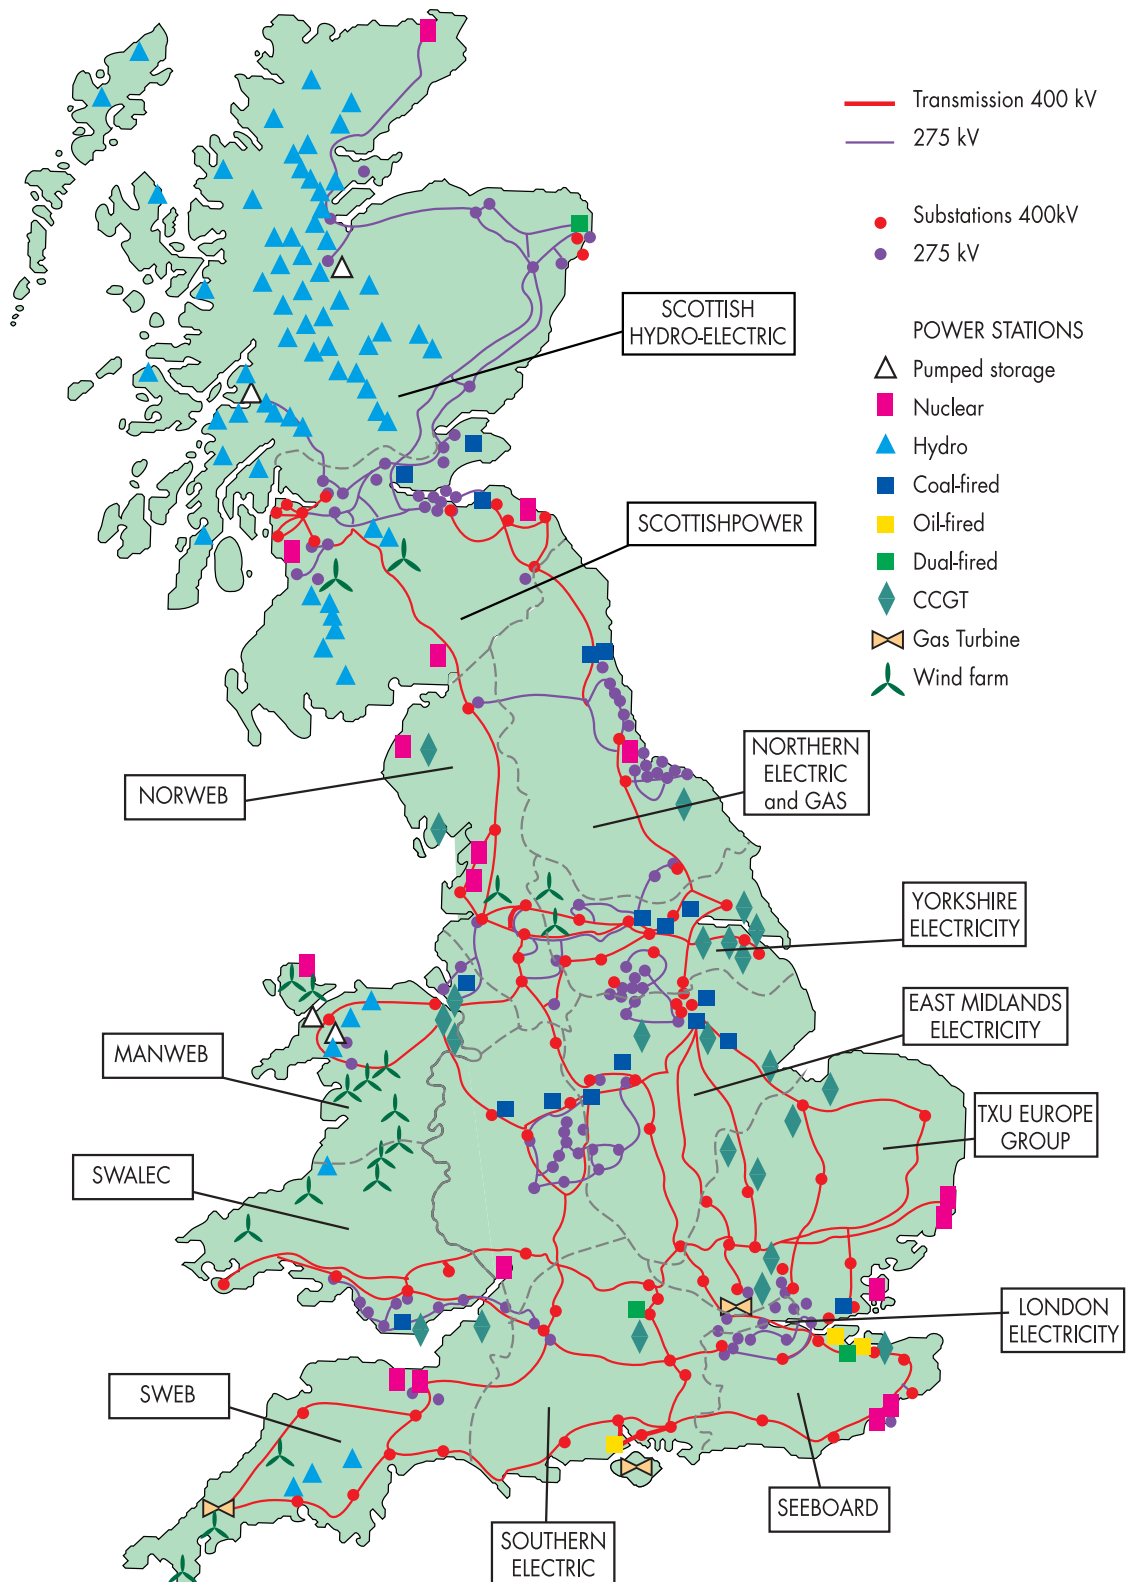 Transmission 400 kV
275 kV
Substations 400kV
275 kV
POWER STATIONS
Pumped storage
Nuclear
Hydro
Coal-fired
Oil-fired
Dual-fired
CCGT
Gas Turbine
Wind farm
SCOTTISH
HYDRO-ELECTRIC
SCOTTISHPOWER
NORTHERN
ELECTRIC
and GAS
NORWEB
YORKSHIRE
ELECTRICITY
EAST MIDLANDS
ELECTRICITY
MANWEB
TXU EUROPE
GROUP
SWALEC
LONDON
ELECTRICITY
SWEB
SEEBOARD
SOUTHERN
ELECTRIC